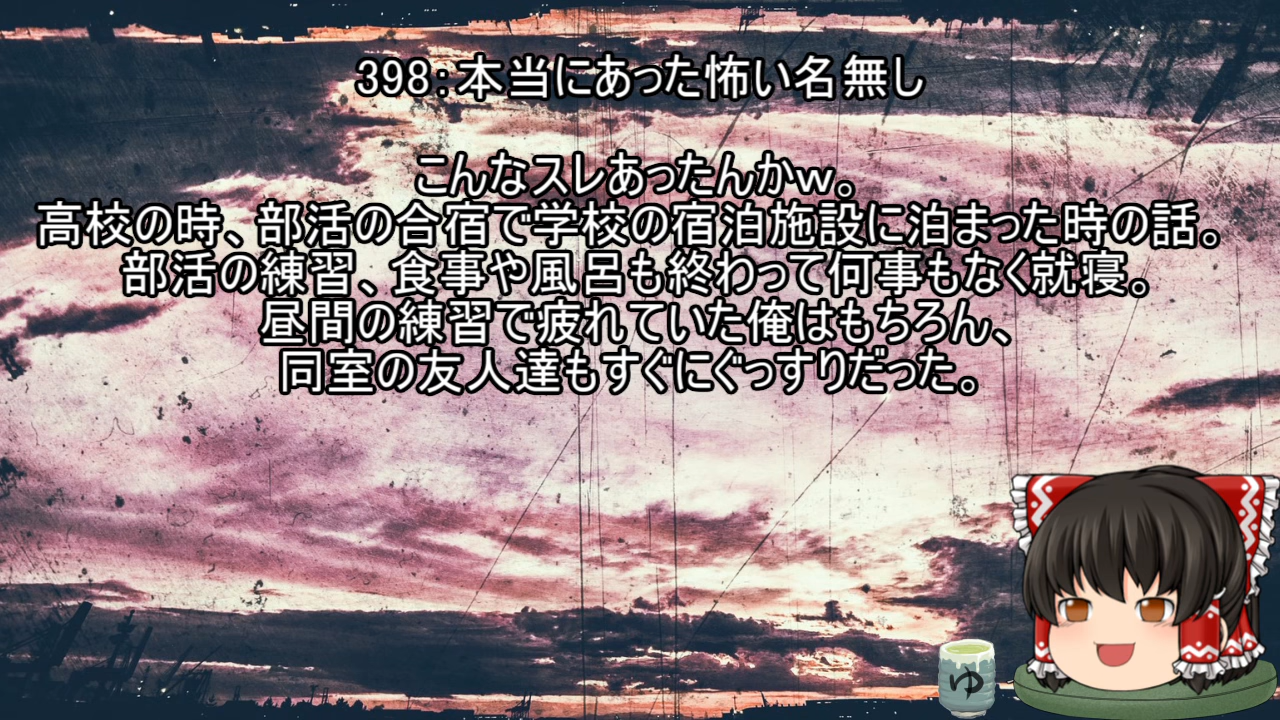 398:本当にあった怖い名無し
こんなスレあったんかw。
高校の時、部活の合宿で学校の宿泊施設に泊まった時の話。
部活の練習、食事や風呂も終わって何事もなく就寝。
昼間の練習で疲れていた俺はもちろん、
同室の友人達もすぐにぐっすりだった。
ゆ